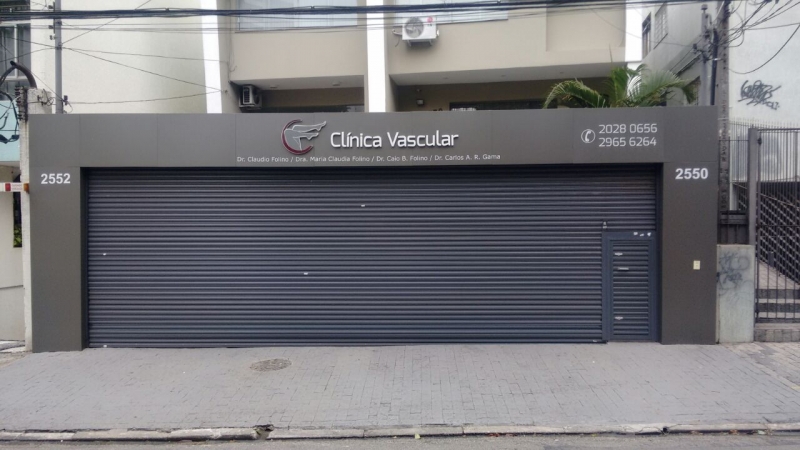 Clínica Vascular
Dr. Claudio Folino / Dra. Maria Claudia Folino / Dr. Caio B. Folino / Dr. Carlos A. R. Gama
2028 0656
2965 6264
2552
2550